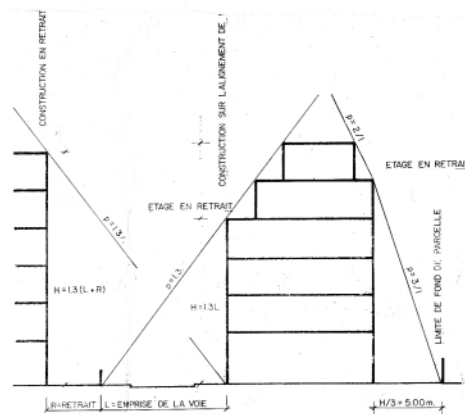 CONSTRUCTION EN RETRAIT
CONSTRUCTION SUR L'ALIGNEMENT DE
p=2/1
ETAGE EN RETRAIT
ETAGE EN RETRAIT
p=1.3/
p=1.3
p=3/1
H=1.3(L+R)
H=1.3L
LIMITE DE FOND DE PARCELLE
R=RETRAIT
L=EMPRISE DE LA VOIE
H/3=5.00m.